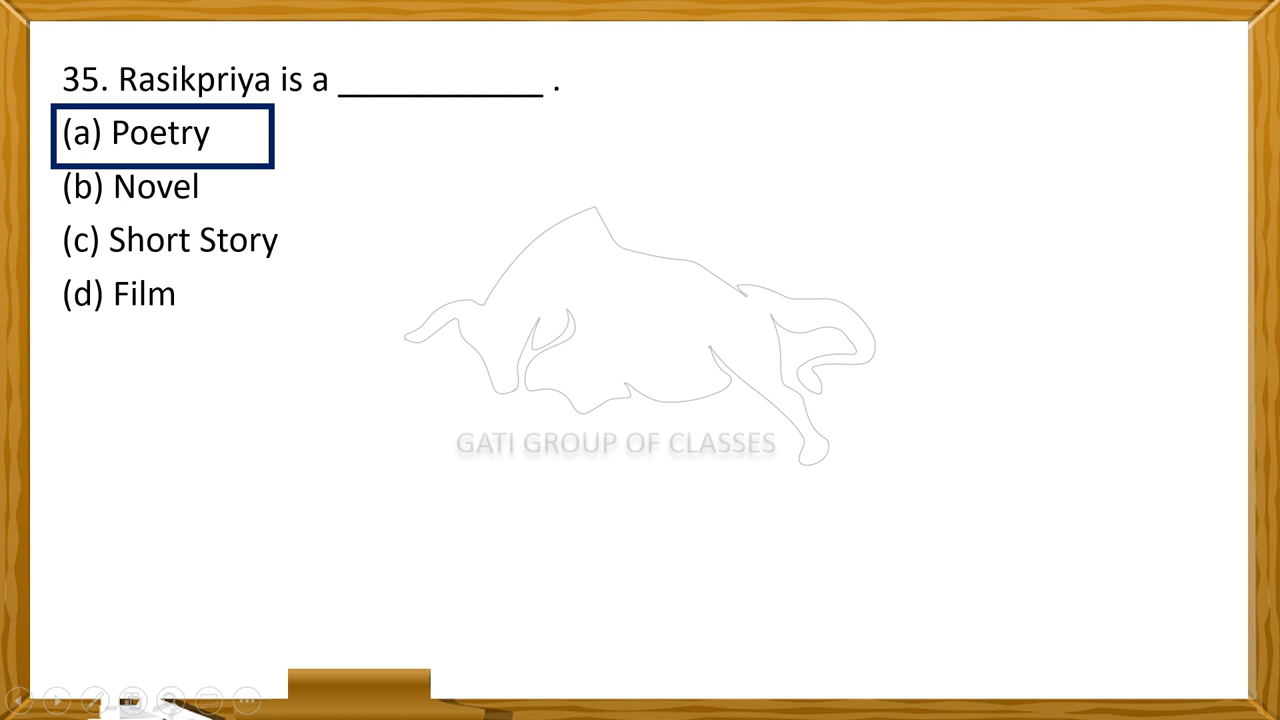 35. Rasikpriya is a ____________ .
(a) Poetry
(b) Novel
(c) Short Story
(d) Film
GATI GROUP OF CLASSES